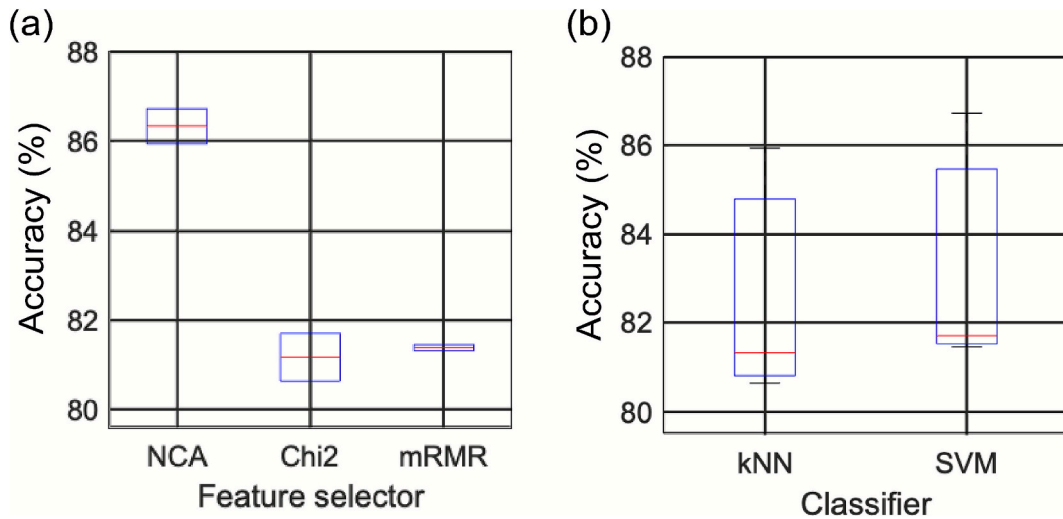 (a)
Accuracy (%)
88
86
84
82
80
NCA Chi2 mRMR
Feature selector
(b)
Accuracy (%)
88
86
84
82
80
kNN SVM
Classifier